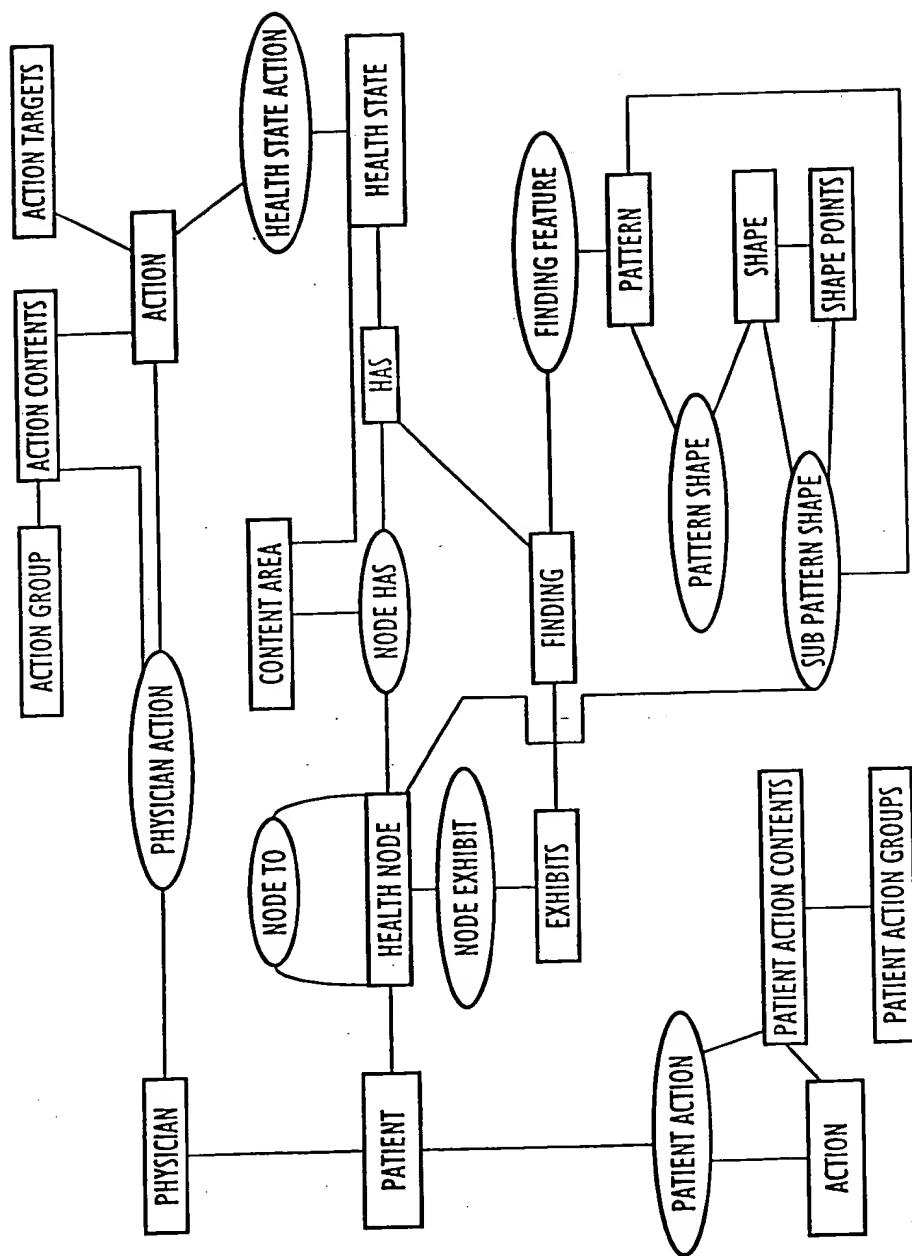 ACTION TARGETS
ACTION GROUP
ACTION CONTENTS
PHYSICIAN
PHYSICIAN ACTION
ACTION
HEALTH STATE ACTION
NODE TO
CONTENT AREA
PATIENT
HEALTH NODE
NODE HAS
HAS
HEALTH STATE
NODE EXHIBIT
EXHIBITS
FINDING
FINDING FEATURE
PATTERN
PATTERN SHAPE
SHAPE
PATIENT ACTION
PATIENT ACTION CONTENTS
SUB PATTERN SHAPE
SHAPE POINTS
ACTION
PATIENT ACTION GROUPS